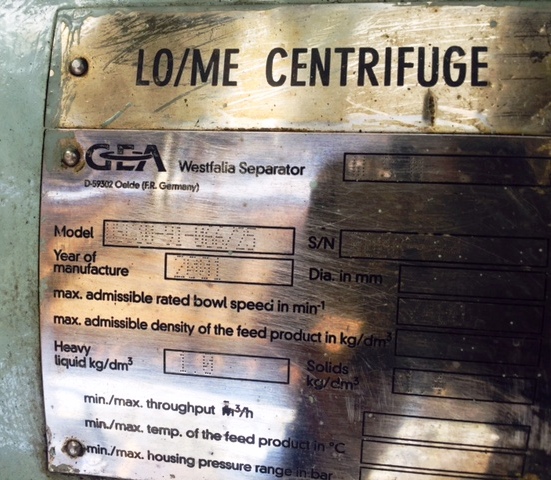 LO/ME CENTRIFUGE
GEA Westfalia Separator
D-59302 Oelde (F.R. Germany)
Model S/N
Year of manufacture 2001 Dia. in mm
max. admissible rated bowl speed in min⁻¹
max. admissible density of the feed product in kg/dm³
Heavy liquid kg/dm³ 1.0 Solids kg/dm³
min./max. throughput m³/h
min./max. temp. of the feed product in °C
min./max. housing pressure range in bar